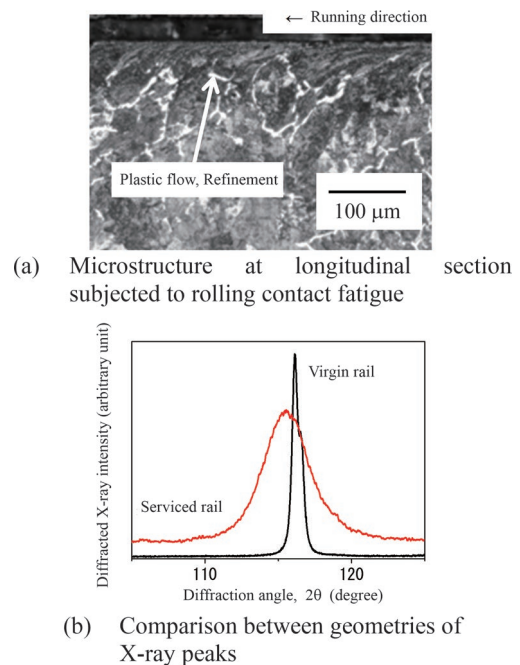 ← Running direction
Plastic flow, Refinement
100 μm
(a) Microstructure at longitudinal section
subjected to rolling contact fatigue
Diffracted X-ray intensity (arbitrary unit)
Virgin rail
Serviced rail
110 120
Diffraction angle, 2θ (degree)
(b) Comparison between geometries of
X-ray peaks